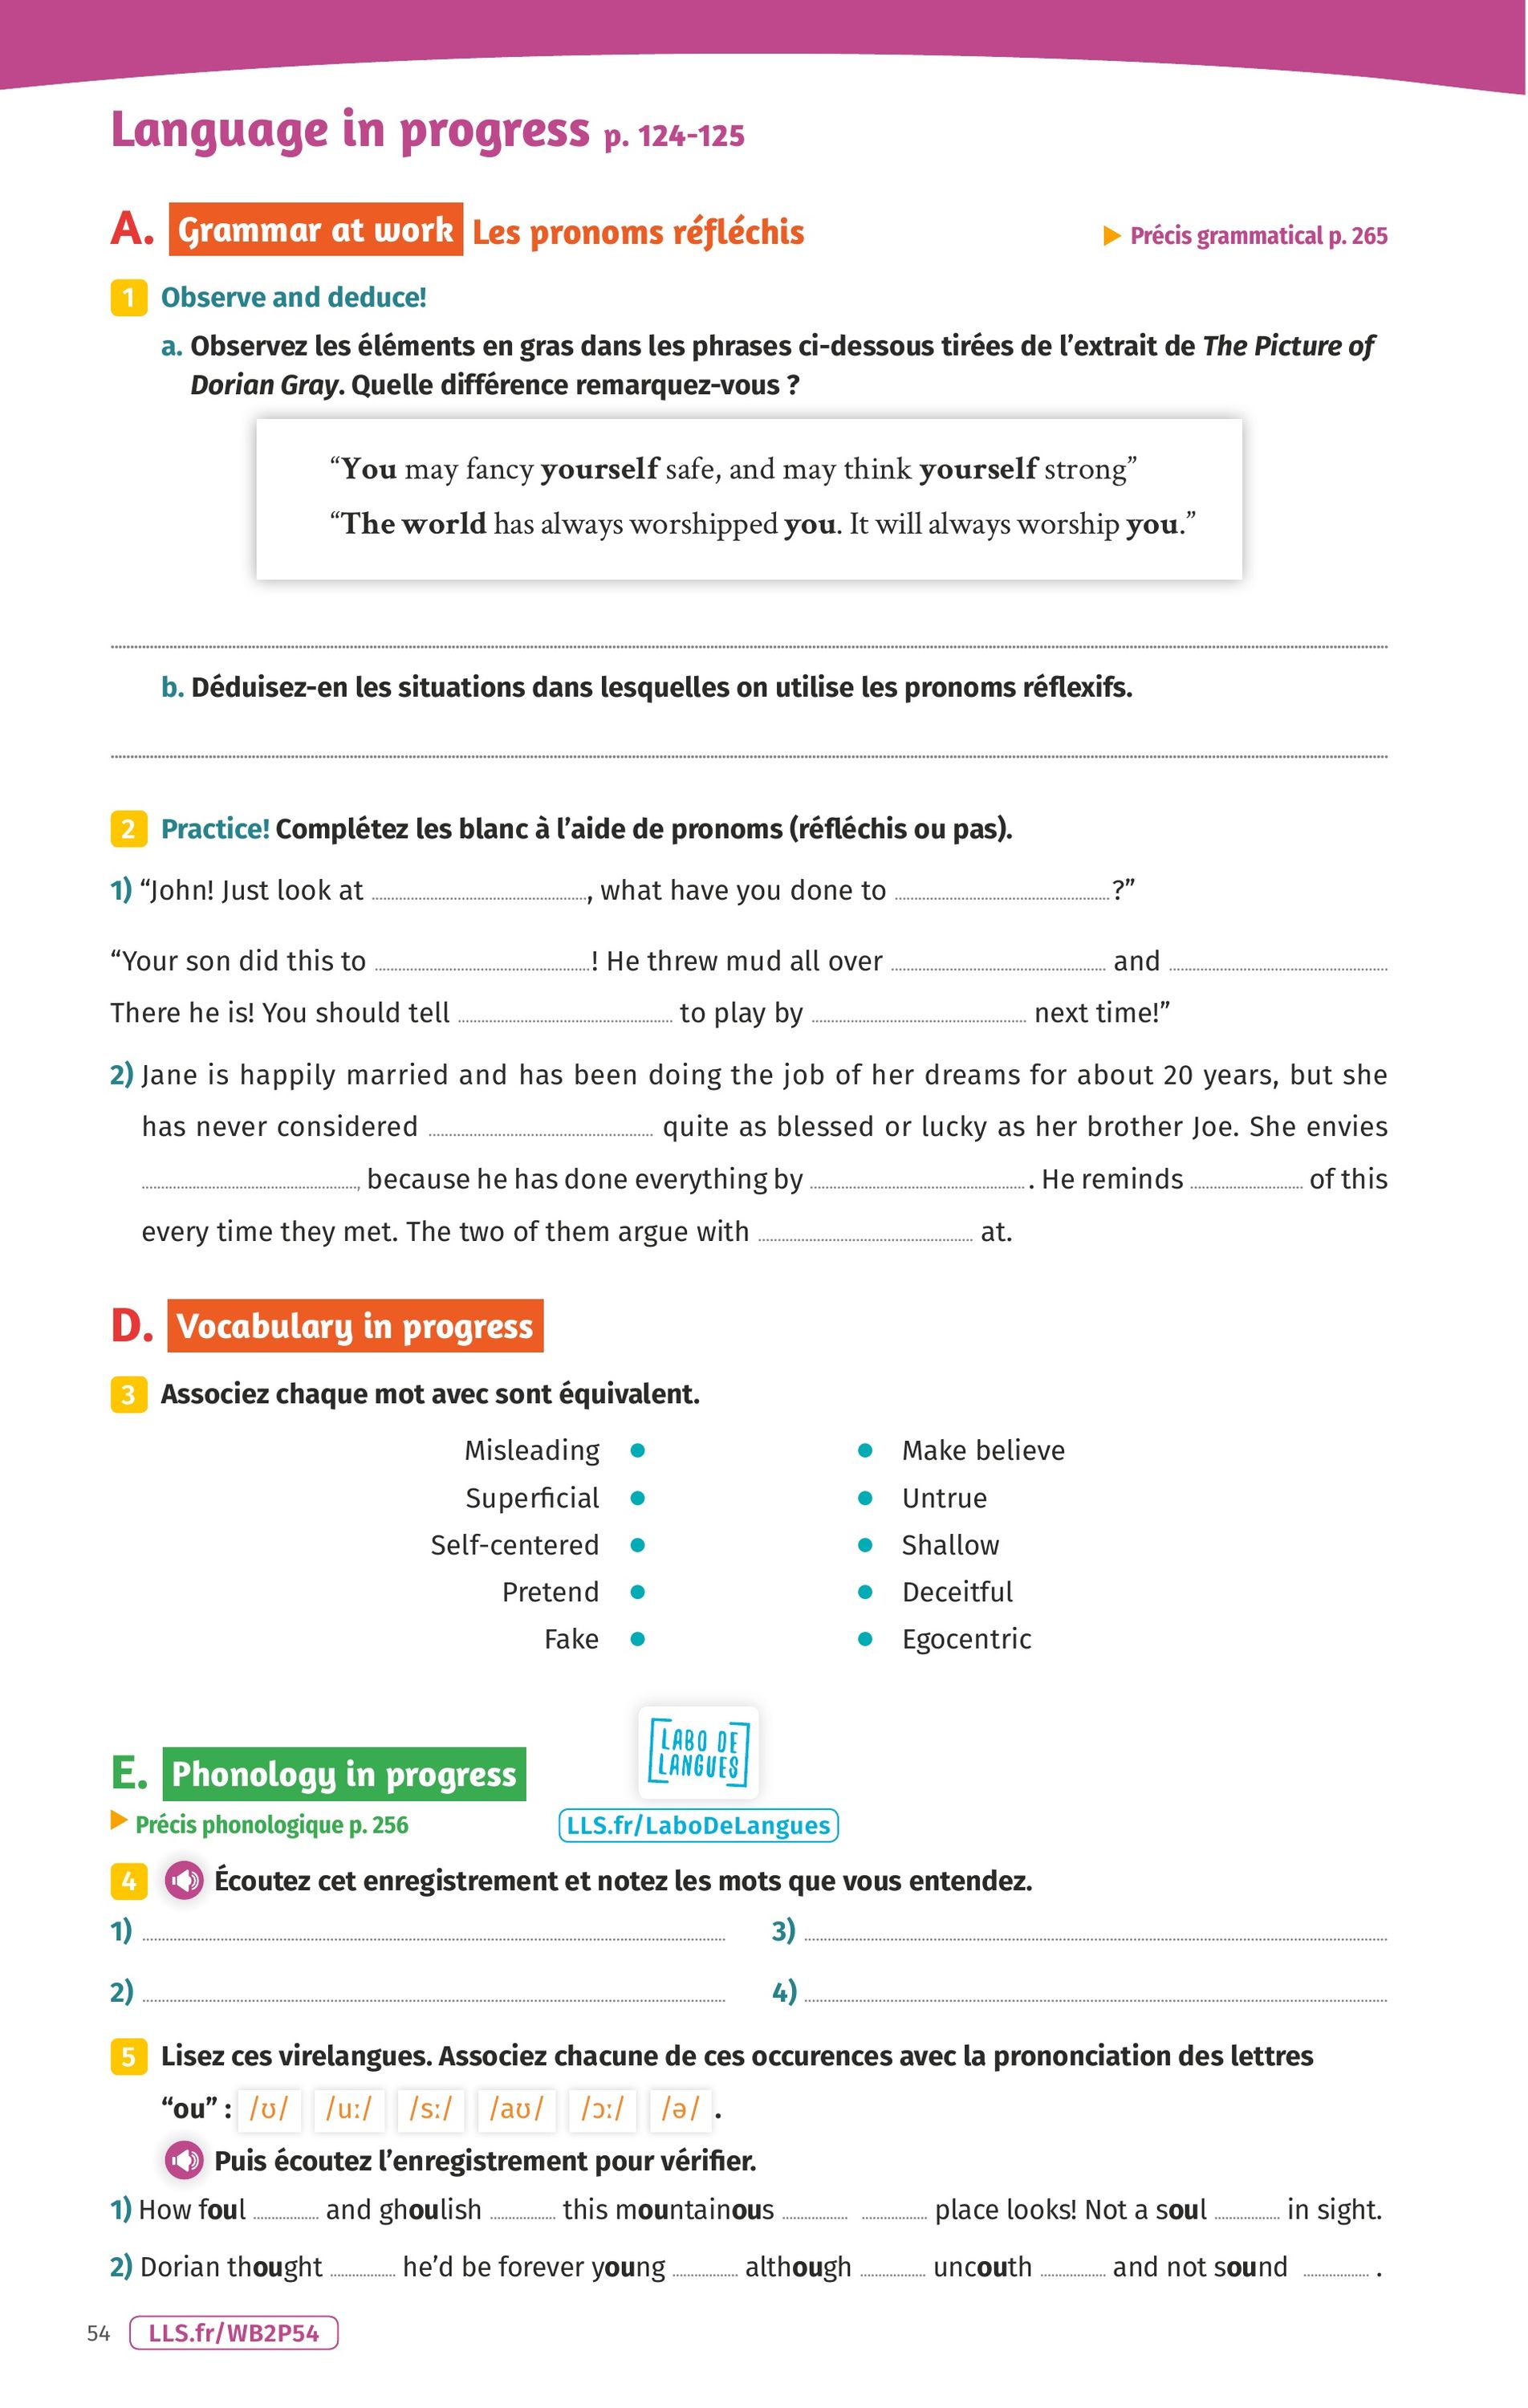 Language in progress p. 124-125
A. Grammar at work Les pronoms réfléchis
▶ Précis grammatical p. 265
1 Observe and deduce!
a. Observez les éléments en gras dans les phrases ci-dessous tirées de l’extrait de The Picture of
Dorian Gray. Quelle différence remarquez-vous ?
“You may fancy yourself safe, and may think yourself strong”
“The world has always worshipped you. It will always worship you.”
b. Déduisez-en les situations dans lesquelles on utilise les pronoms réflexifs.
2 Practice! Complétez les blanc à l’aide de pronoms (réfléchis ou pas).
1) “John! Just look at ..............., what have you done to ...............?”
“Your son did this to ...............! He threw mud all over ............... and ...............
There he is! You should tell ............... to play by ............... next time!”
2) Jane is happily married and has been doing the job of her dreams for about 20 years, but she
has never considered ............... quite as blessed or lucky as her brother Joe. She envies
..............., because he has done everything by ............... . He reminds ............... of this
every time they met. The two of them argue with ............... at.
D. Vocabulary in progress
3 Associez chaque mot avec sont équivalent.
Misleading • • Make believe
Superficial • • Untrue
Self-centered • • Shallow
Pretend • • Deceitful
Fake • • Egocentric
LABO DE
LANGUES
E. Phonology in progress
▶ Précis phonologique p. 256
LLS.fr/LaboDeLangues
4 Écoutez cet enregistrement et notez les mots que vous entendez.
1) ............... 3) ...............
2) ............... 4) ...............
5 Lisez ces virelangues. Associez chacune de ces occurences avec la prononciation des lettres
“ou” : /ʊ/ /uː/ /sː/ /aʊ/ /ɔː/ /ə/ .
Puis écoutez l’enregistrement pour vérifier.
1) How foul .......... and ghoulish .......... this mountainous .......... .......... place looks! Not a soul .......... in sight.
2) Dorian thought .......... he’d be forever young .......... although .......... uncouth .......... and not sound .......... .
54 LLS.fr/WB2P54